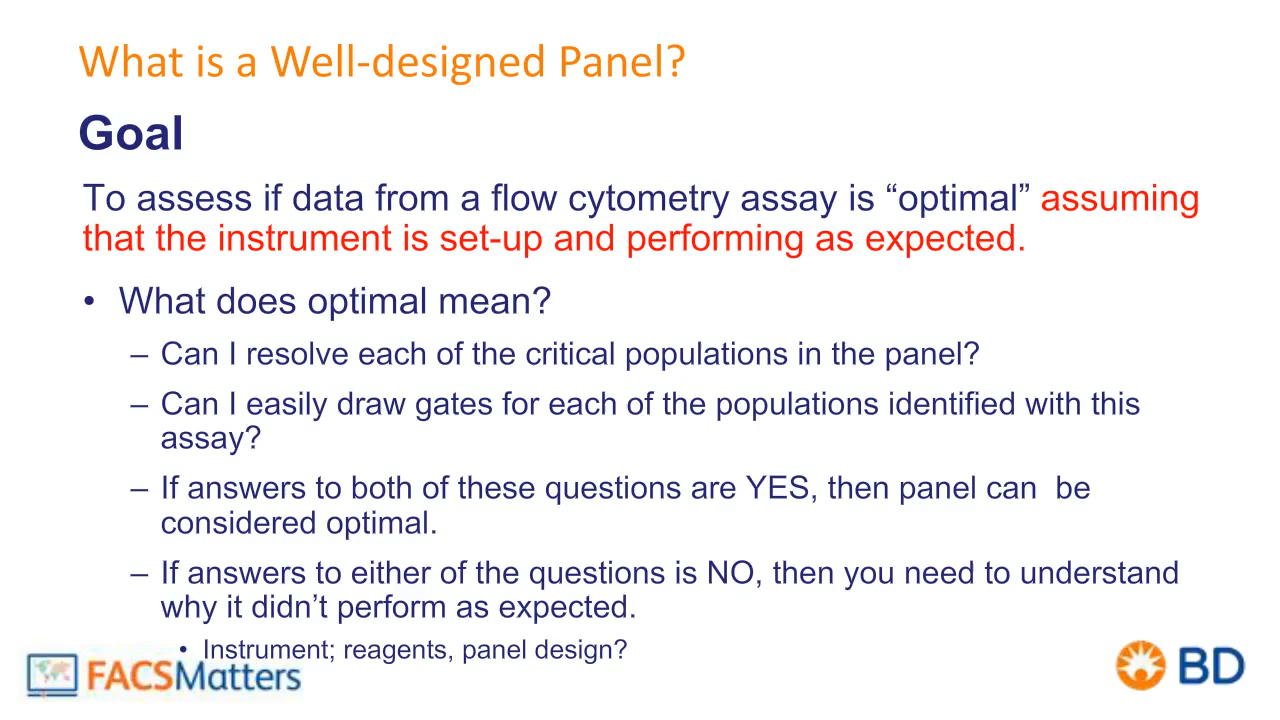 What is a Well-designed Panel?
Goal
To assess if data from a flow cytometry assay is “optimal” assuming
that the instrument is set-up and performing as expected.
• What does optimal mean?
– Can I resolve each of the critical populations in the panel?
– Can I easily draw gates for each of the populations identified with this
assay?
– If answers to both of these questions are YES, then panel can  be
considered optimal.
– If answers to either of the questions is NO, then you need to understand
why it didn’t perform as expected.
• Instrument; reagents, panel design?
FACSMatters
BD